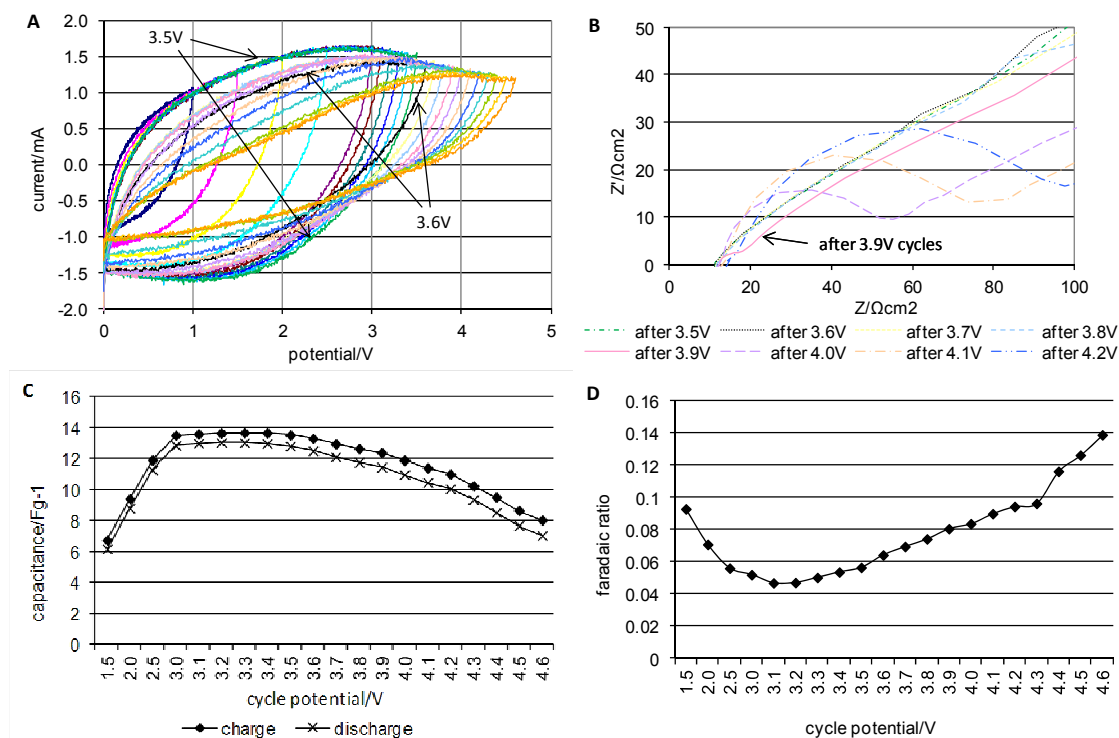 A
2.0
1.5
1.0
0.5
0.0
-0.5
-1.0
-1.5
-2.0
current/mA
3.5V
3.6V
0 1 2 3 4 5
potential/V
B
50
40
30
20
10
0
Z'/Ωcm2
after 3.9V cycles
0 20 40 60 80 100
Z/Ωcm2
after 3.5V after 3.6V after 3.7V after 3.8V
after 3.9V after 4.0V after 4.1V after 4.2V
C
16
14
12
10
8
6
4
2
0
capacitance/Fg-1
1.5 2.0 2.5 3.0 3.1 3.2 3.3 3.4 3.5 3.6 3.7 3.8 3.9 4.0 4.1 4.2 4.3 4.4 4.5 4.6
cycle potential/V
charge discharge
D
0.16
0.14
0.12
0.1
0.08
0.06
0.04
0.02
0
faradaic ratio
1.5 2.0 2.5 3.0 3.1 3.2 3.3 3.4 3.5 3.6 3.7 3.8 3.9 4.0 4.1 4.2 4.3 4.4 4.5 4.6
cycle potential/V